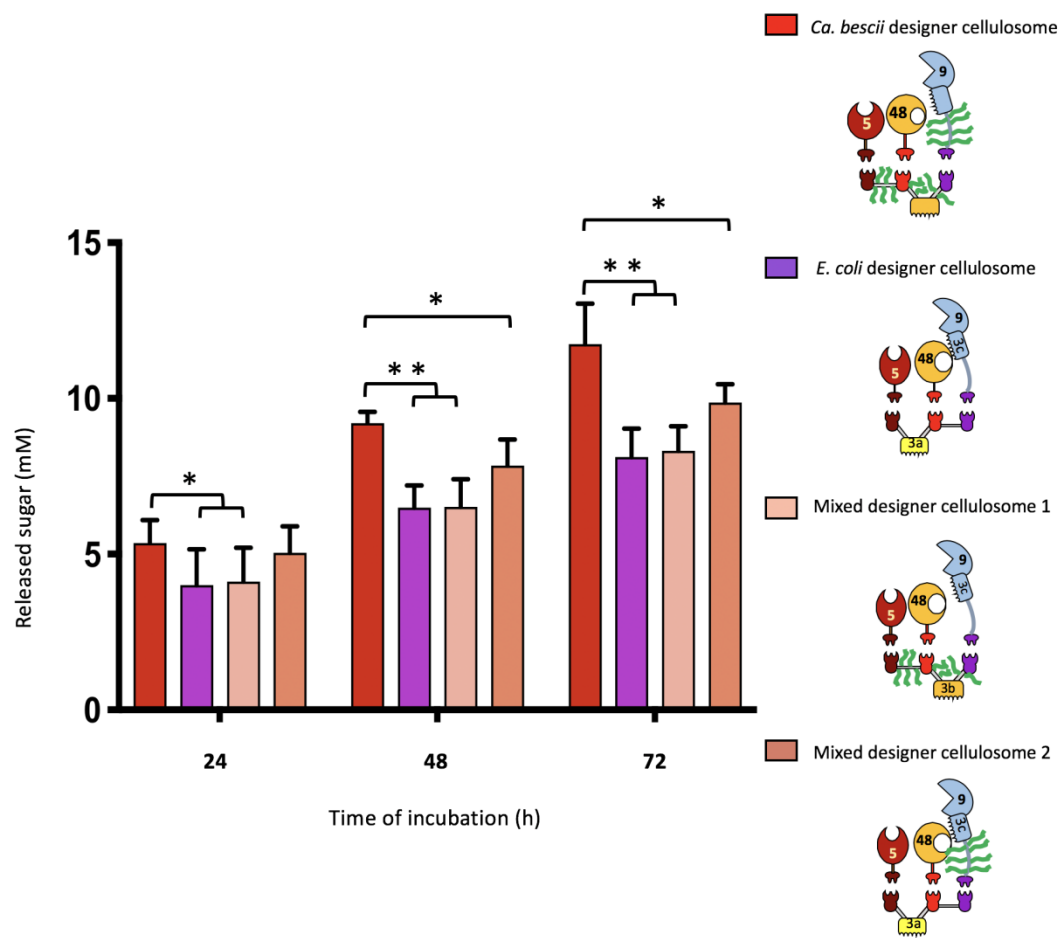 Ca. bescii designer cellulosome
9
5
48
E. coli designer cellulosome
9
3c
5
48
3a
Mixed designer cellulosome 1
9
3c
5
48
3b
Mixed designer cellulosome 2
9
3c
5
48
3a
Released sugar (mM)
15
10
5
0
*
*
* *
*
* *
24
48
72
Time of incubation (h)